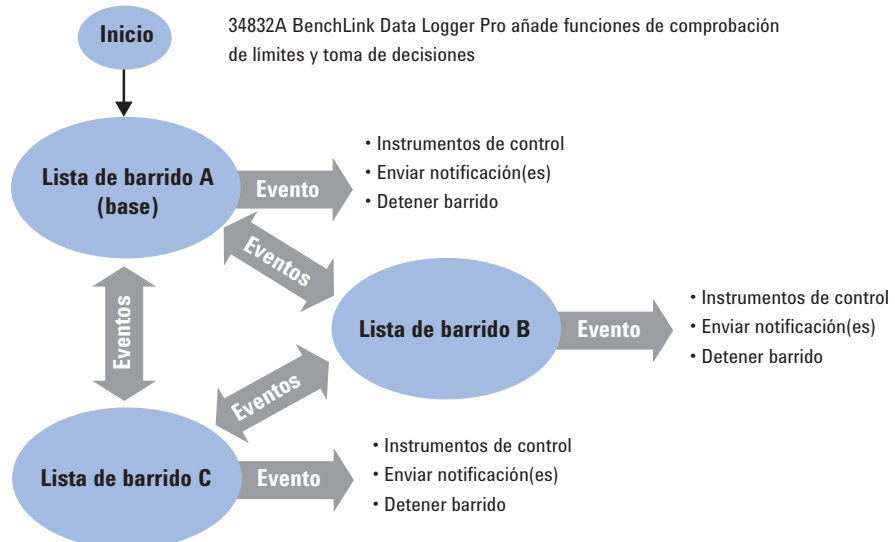 Inicio
34832A BenchLink Data Logger Pro añade funciones de comprobación
de límites y toma de decisiones
Lista de barrido A
(base)
Evento
• Instrumentos de control
• Enviar notificación(es)
• Detener barrido
Eventos
Eventos
Lista de barrido B
Evento
• Instrumentos de control
• Enviar notificación(es)
• Detener barrido
Eventos
Lista de barrido C
Evento
• Instrumentos de control
• Enviar notificación(es)
• Detener barrido